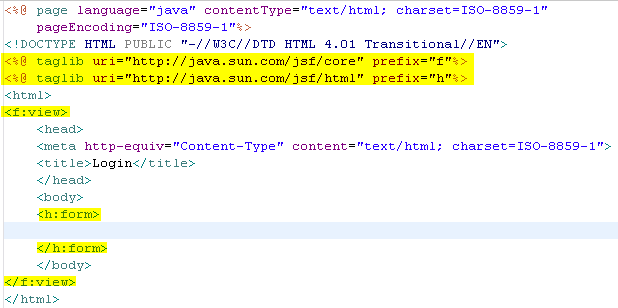 <%@ page language="java" contentType="text/html; charset=ISO-8859-1"
    pageEncoding="ISO-8859-1"%>
<!DOCTYPE HTML PUBLIC "-//W3C//DTD HTML 4.01 Transitional//EN">
<%@ taglib uri="http://java.sun.com/jsf/core" prefix="f"%>
<%@ taglib uri="http://java.sun.com/jsf/html" prefix="h"%>
<html>
<f:view>
    <head>
    <meta http-equiv="Content-Type" content="text/html; charset=ISO-8859-1">
    <title>Login</title>
    </head>
    <body>
    <h:form>
    </h:form>
    </body>
</f:view>
</html>